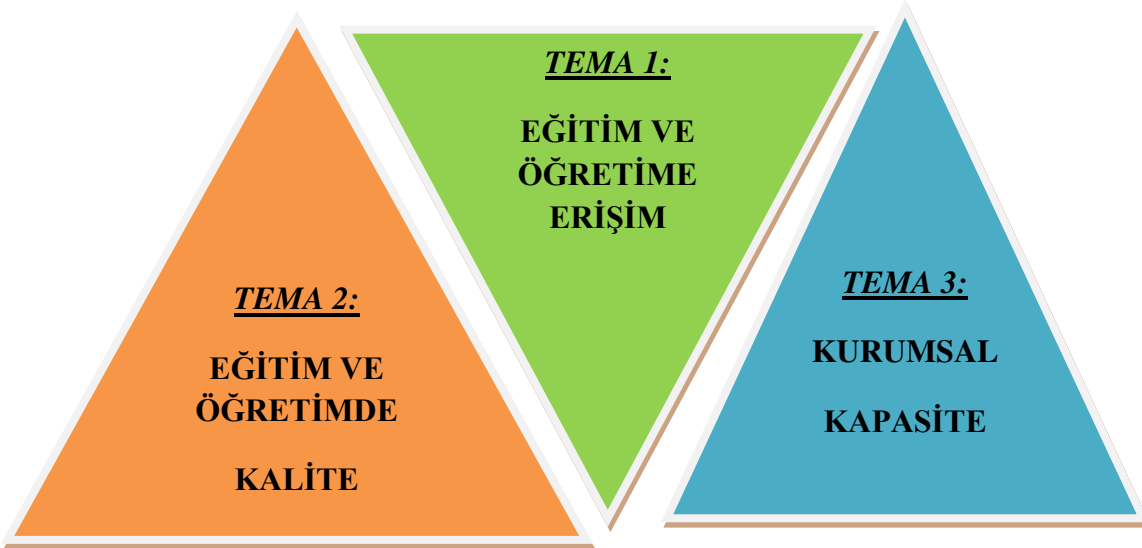 TEMA 1:
EĞİTİM VE
ÖĞRETİME
ERİŞİM
TEMA 2:
EĞİTİM VE
ÖĞRETİMDE
KALİTE
TEMA 3:
KURUMSAL
KAPASİTE